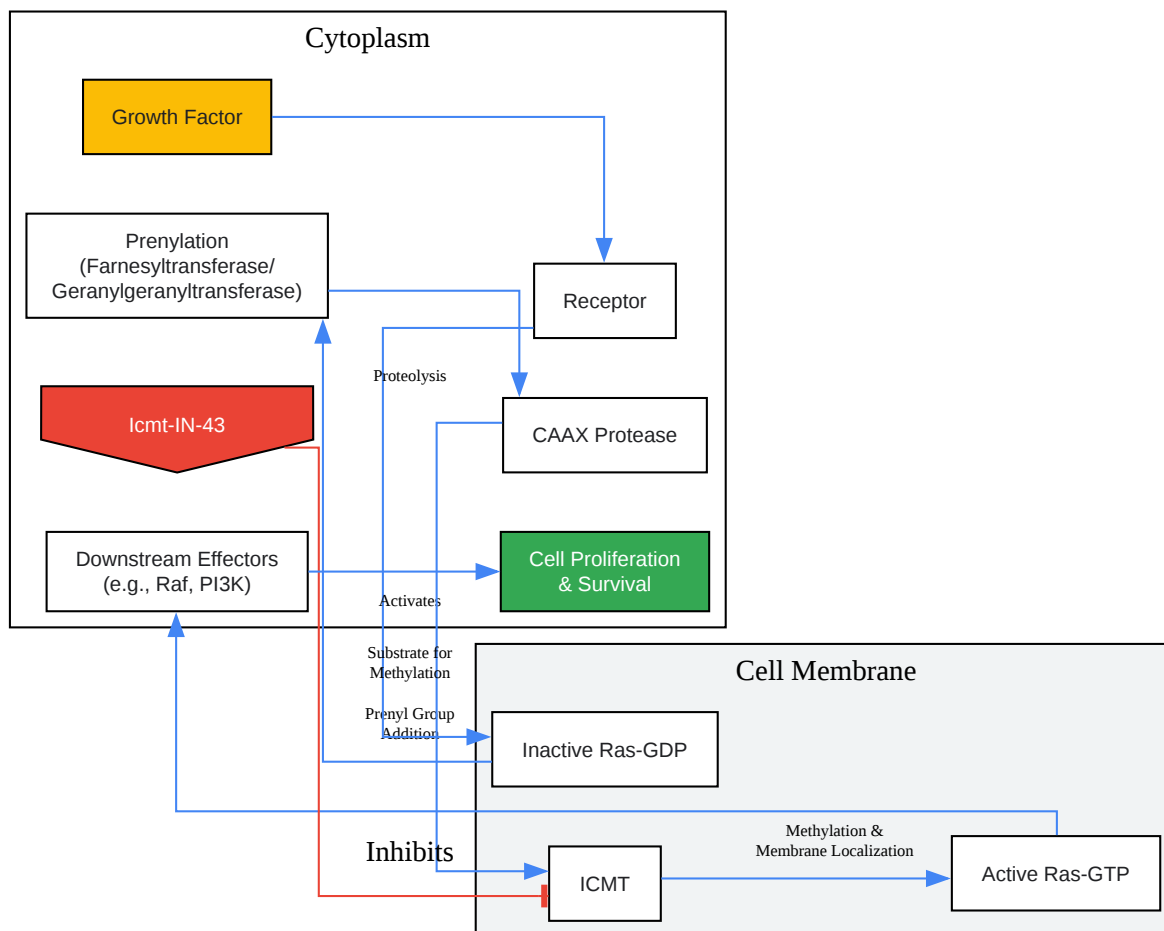 Cytoplasm
Growth Factor
Prenylation
(Farnesyltransferase/
Geranylgeranyltransferase)
Receptor
Proteolysis
Icmt-IN-43
CAAX Protease
Downstream Effectors
(e.g., Raf, PI3K)
Cell Proliferation
& Survival
Activates
Substrate for
Methylation
Cell Membrane
Prenyl Group
Addition
Inactive Ras-GDP
Methylation &
Membrane Localization
Inhibits
ICMT
Active Ras-GTP